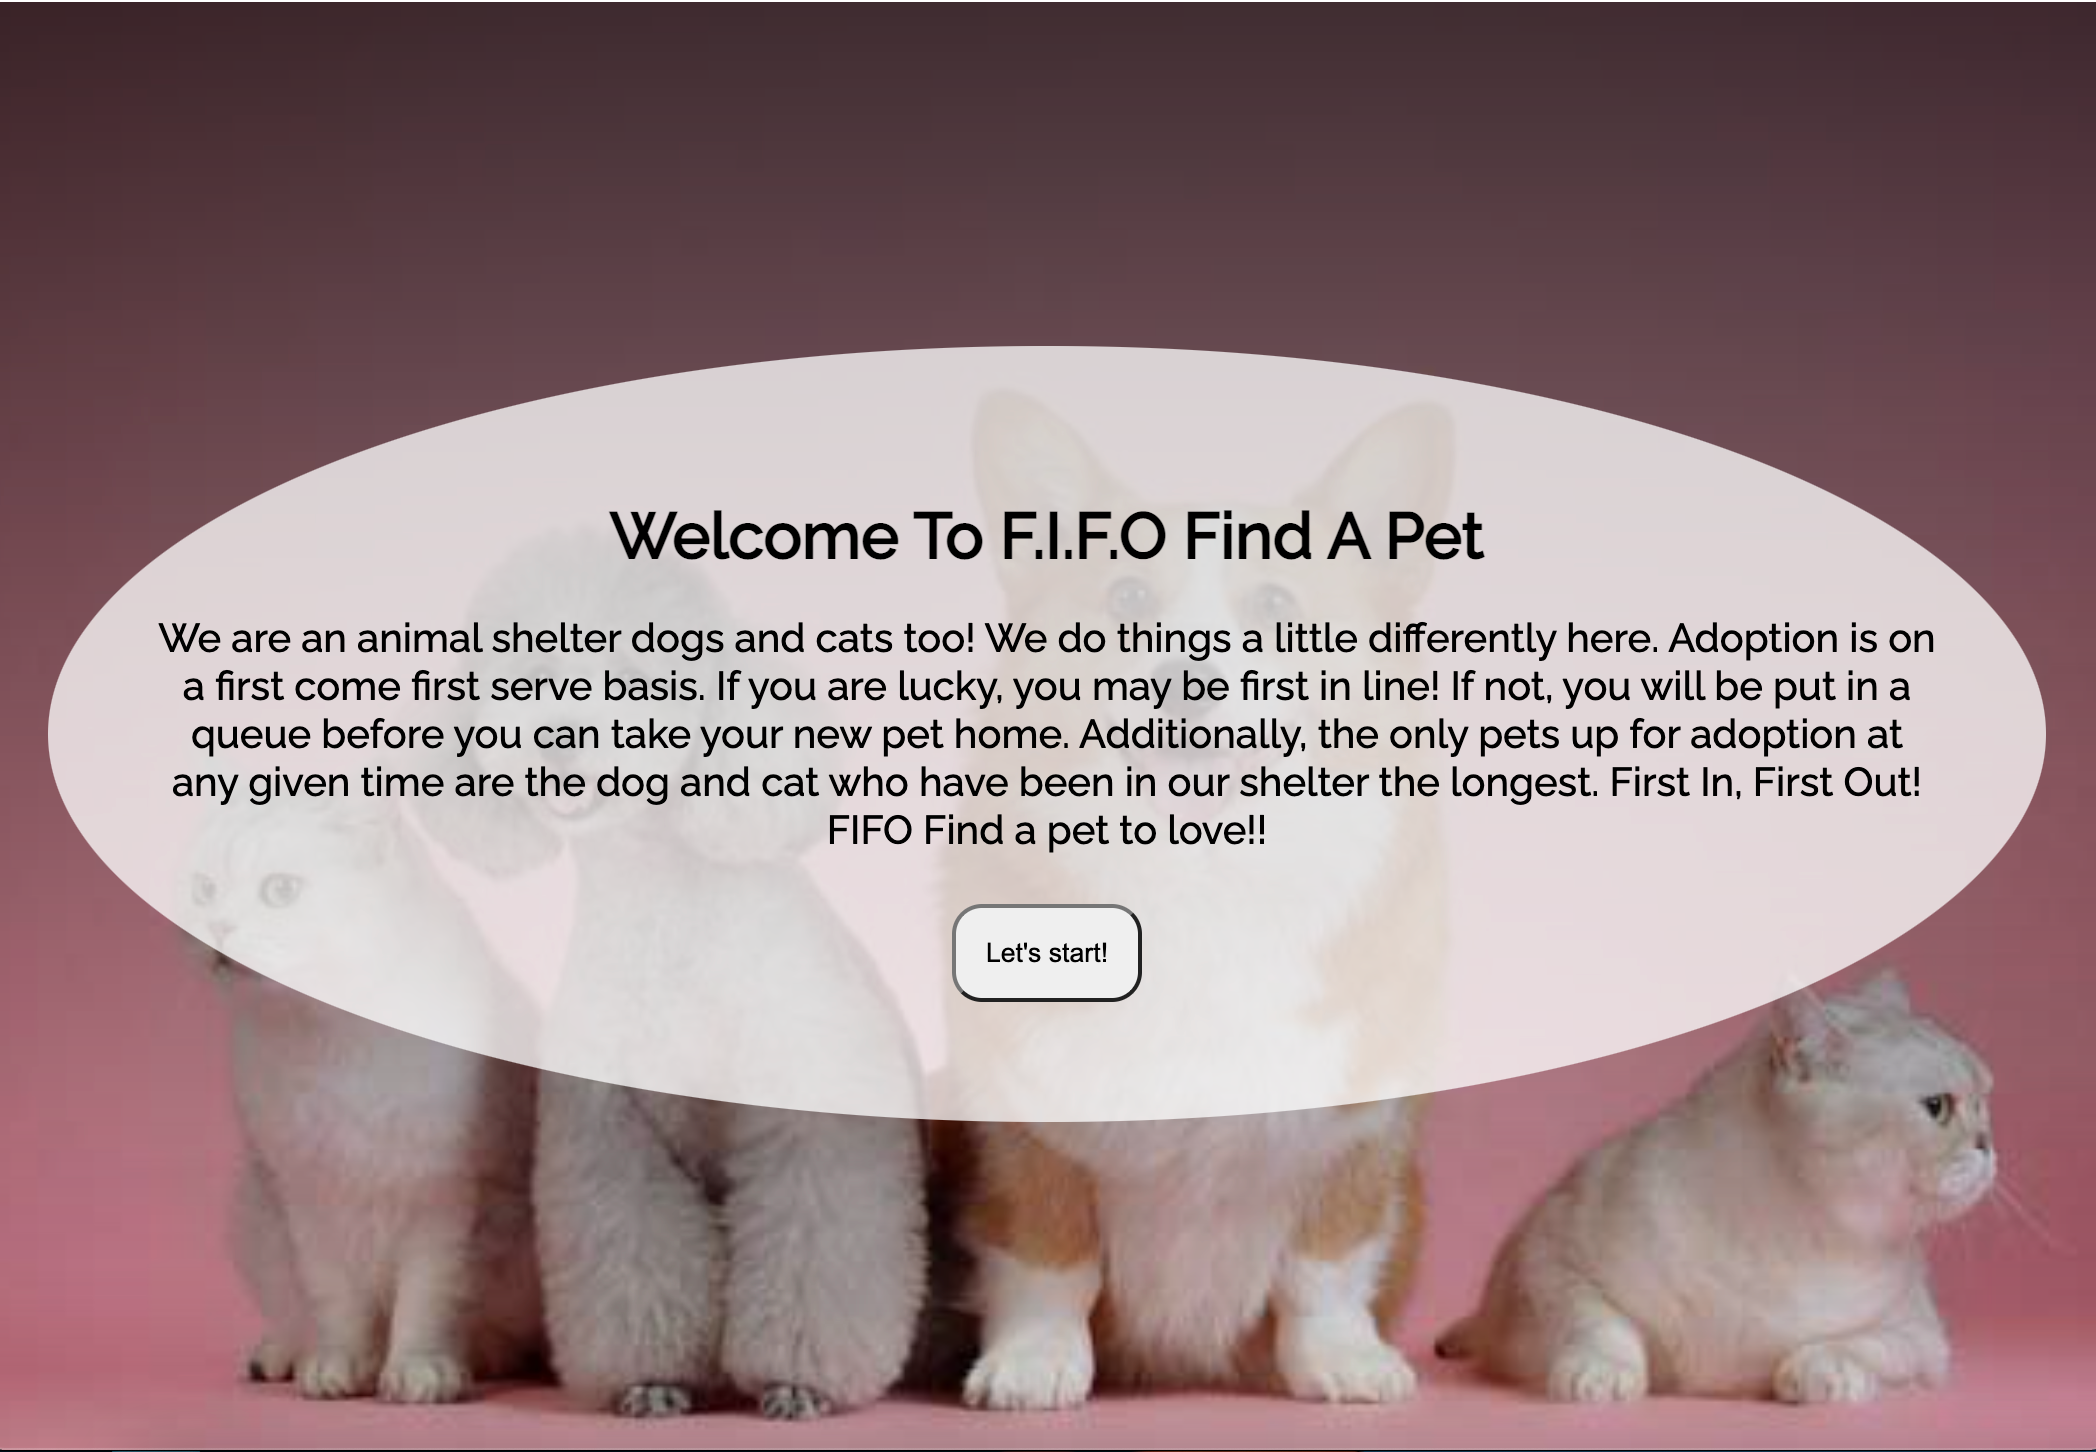 Welcome To F.I.F.O Find A Pet
We are an animal shelter dogs and cats too! We do things a little differently here. Adoption is on
a first come first serve basis. If you are lucky, you may be first in line! If not, you will be put in a
queue before you can take your new pet home. Additionally, the only pets up for adoption at
any given time are the dog and cat who have been in our shelter the longest. First In, First Out!
FIFO Find a pet to love!!
Let's start!